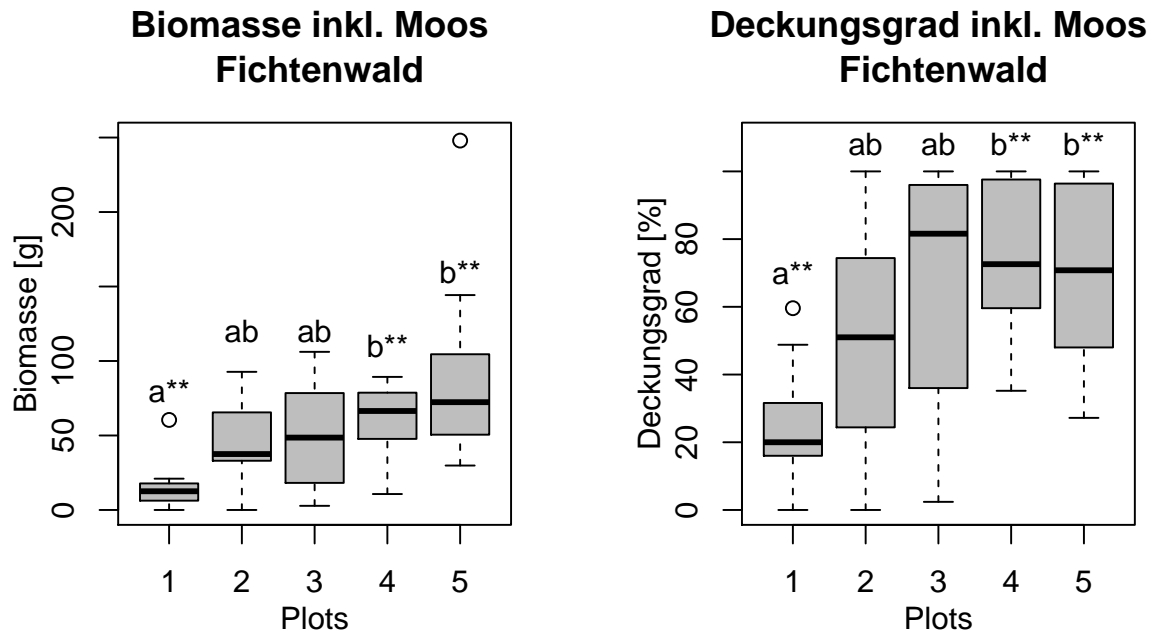 Biomasse inkl. Moos
Fichtenwald
Biomasse [g]
0
50
100
200
a**
ab
ab
b**
b**
1 2 3 4 5
Plots
Deckungsgrad inkl. Moos
Fichtenwald
Deckungsgrad [%]
0
20
40
60
80
a**
ab
ab
b**
b**
1 2 3 4 5
Plots